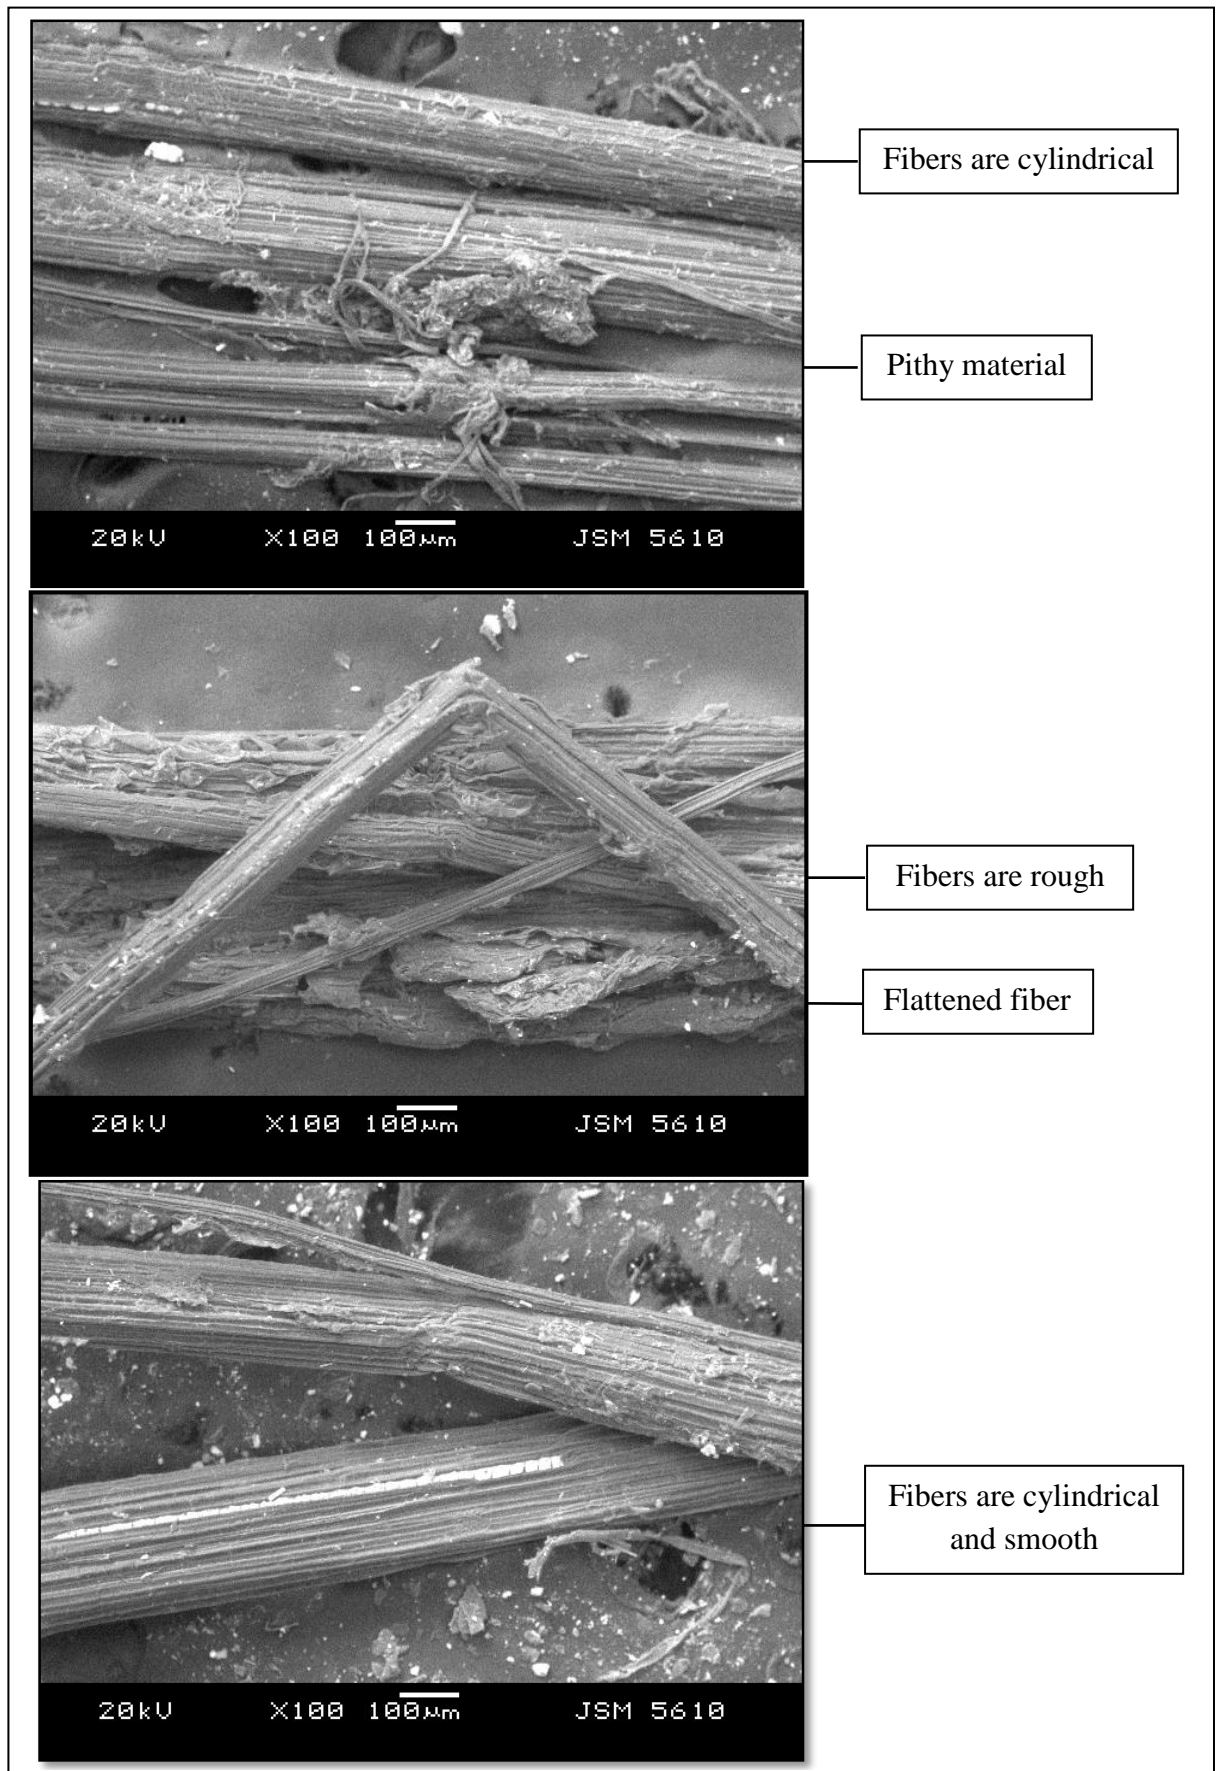 Fibers are cylindrical
Pithy material
20kV X100 100μm JSM 5610
Fibers are rough
Flattened fiber
20kV X100 100μm JSM 5610
Fibers are cylindrical
and smooth
20kV X100 100μm JSM 5610